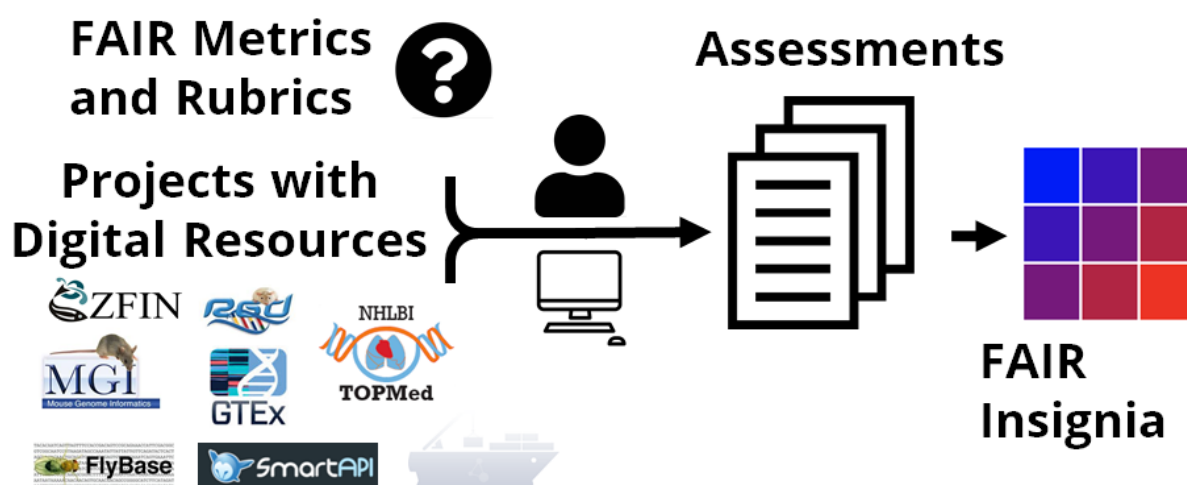 FAIR Metrics
and Rubrics
?
Assessments
Projects with
Digital Resources
ZFIN
RGD
NHLBI
TOPMed
MGI
Mouse Genome Informatics
GTEx
FlyBase
SmartAPI
FAIR
Insignia